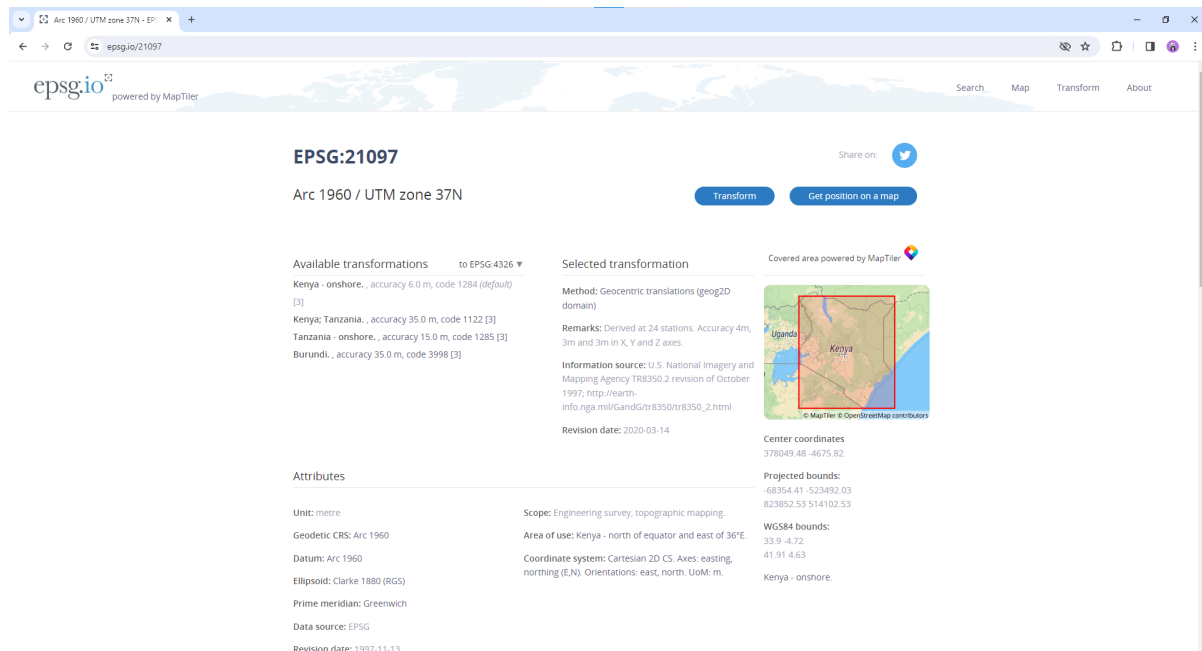 Arc 1960 / UTM zone 37N - EPS
epsg.io/21097
epsg.io powered by MapTiler
Search Map Transform About
EPSG:21097
Share on:
Arc 1960 / UTM zone 37N
Transform
Get position on a map
Available transformations to EPSG:4326 ▼
Kenya - onshore. , accuracy 6.0 m, code 1284 (default)
[3]
Kenya; Tanzania. , accuracy 35.0 m, code 1122 [3]
Tanzania - onshore. , accuracy 15.0 m, code 1285 [3]
Burundi. , accuracy 35.0 m, code 3998 [3]
Selected transformation
Method: Geocentric translations (geog2D
domain)
Remarks: Derived at 24 stations. Accuracy 4m,
3m and 3m in X, Y and Z axes.
Information source: U.S. National Imagery and
Mapping Agency TR8350.2 revision of October
1997; http://earth-
info.nga.mil/GandG/tr8350/tr8350_2.html
Revision date: 2020-03-14
Covered area powered by MapTiler
Uganda
Kenya
© MapTiler © OpenStreetMap contributors
Center coordinates
378049.48 -4675.82
Projected bounds:
-68354.41 -523492.03
823852.53 514102.53
WGS84 bounds:
33.9 -4.72
41.91 4.63
Kenya - onshore.
Attributes
Unit: metre
Geodetic CRS: Arc 1960
Datum: Arc 1960
Ellipsoid: Clarke 1880 (RGS)
Prime meridian: Greenwich
Data source: EPSG
Revision date: 1997-11-13
Scope: Engineering survey, topographic mapping.
Area of use: Kenya - north of equator and east of 36°E.
Coordinate system: Cartesian 2D CS. Axes: easting,
northing (E,N). Orientations: east, north. UoM: m.